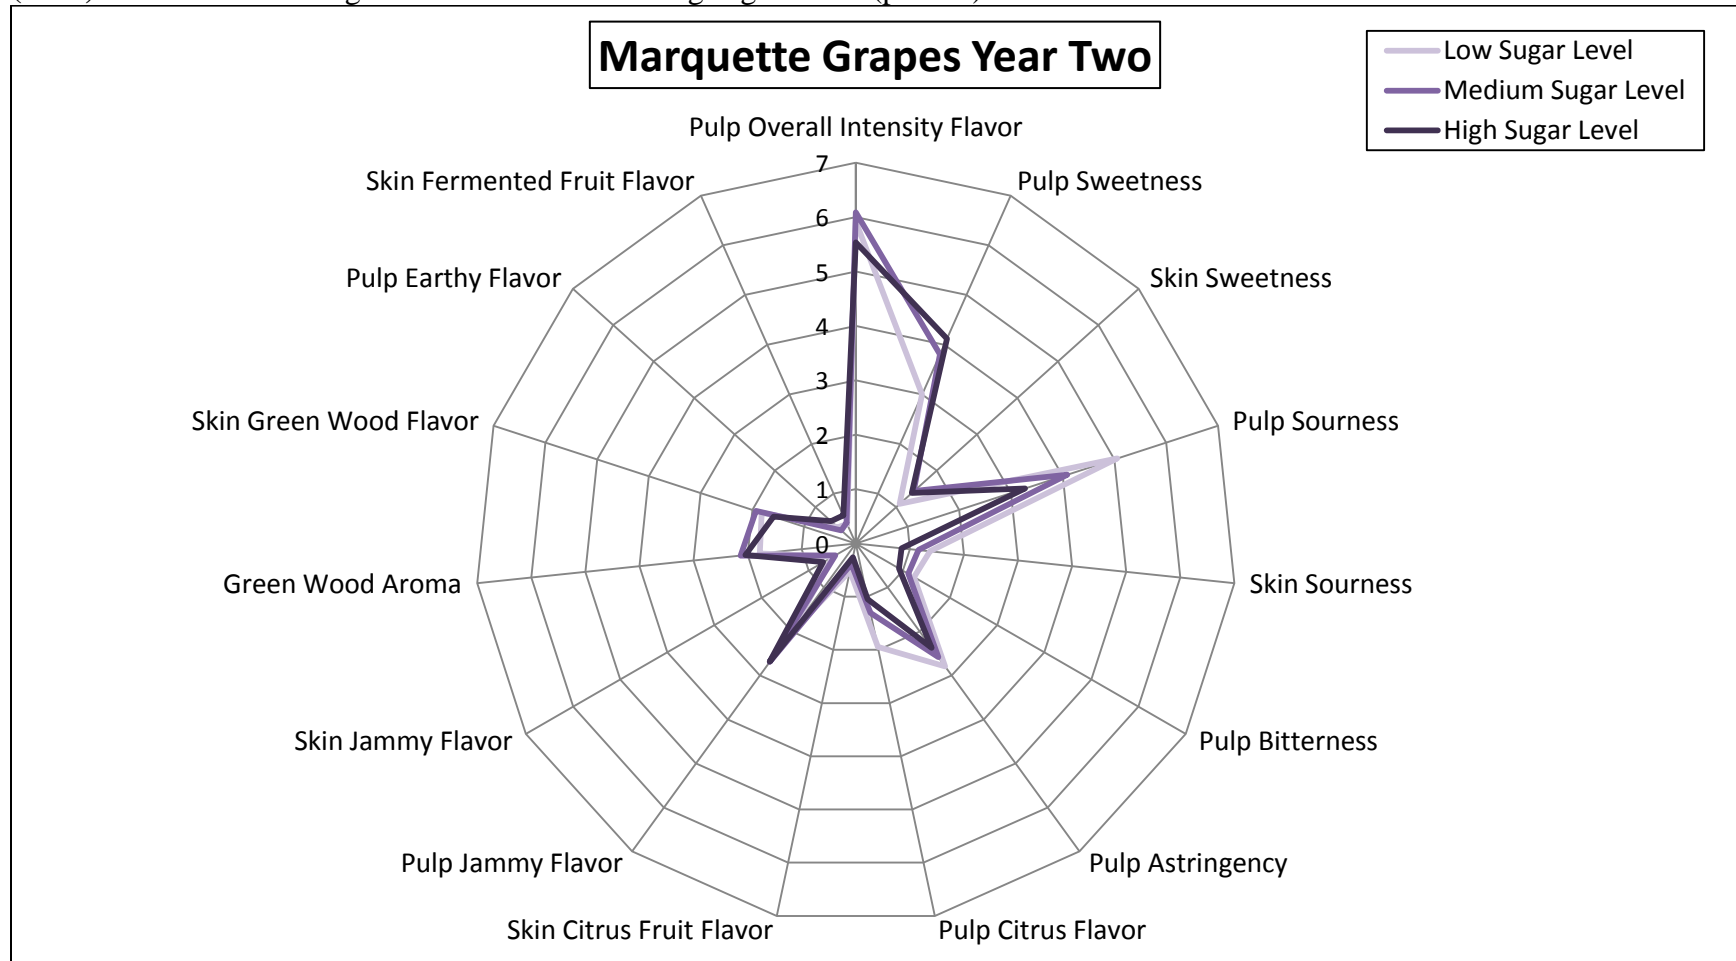 Marquette Grapes Year Two
Low Sugar Level
Medium Sugar Level
High Sugar Level
Pulp Overall Intensity Flavor
Pulp Sweetness
Skin Sweetness
Pulp Sourness
Skin Sourness
Pulp Bitterness
Pulp Astringency
Pulp Citrus Flavor
Skin Citrus Fruit Flavor
Pulp Jammy Flavor
Skin Jammy Flavor
Green Wood Aroma
Skin Green Wood Flavor
Pulp Earthy Flavor
Skin Fermented Fruit Flavor
7
6
5
4
3
2
1
0